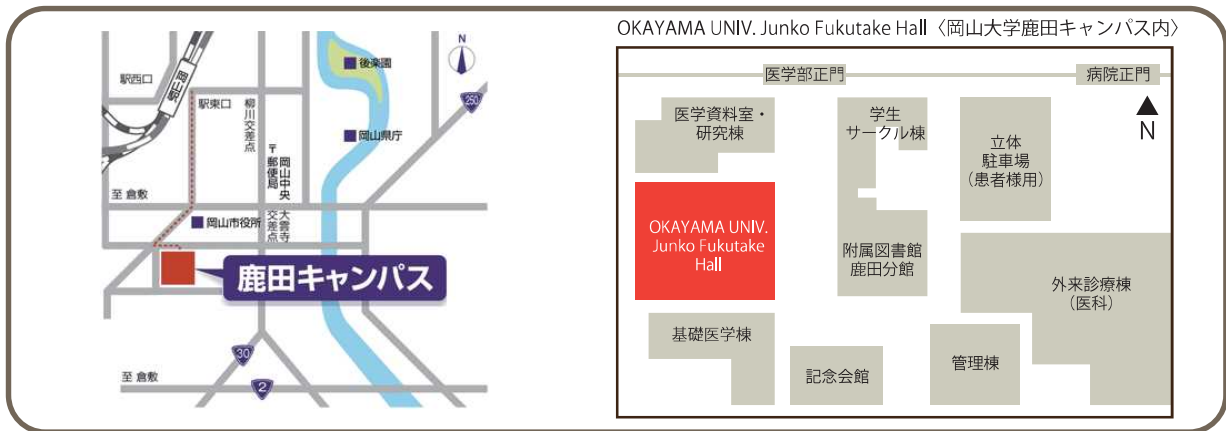 N
後楽園
駅西口
岡山駅
250
駅東口
柳川交差点
岡山県庁
〒
岡山中央
郵便局
至 倉敷
岡山市役所
大雲寺
交差点
鹿田キャンパス
30
至 倉敷
2
OKAYAMA UNIV. Junko Fukutake Hall〈岡山大学鹿田キャンパス内〉
医学部正門
病院正門
医学資料室・
研究棟
学生
サークル棟
立体
駐車場
（患者様用）
N
OKAYAMA UNIV.
Junko Fukutake
Hall
附属図書館
鹿田分館
外来診療棟
（医科）
基礎医学棟
記念会館
管理棟